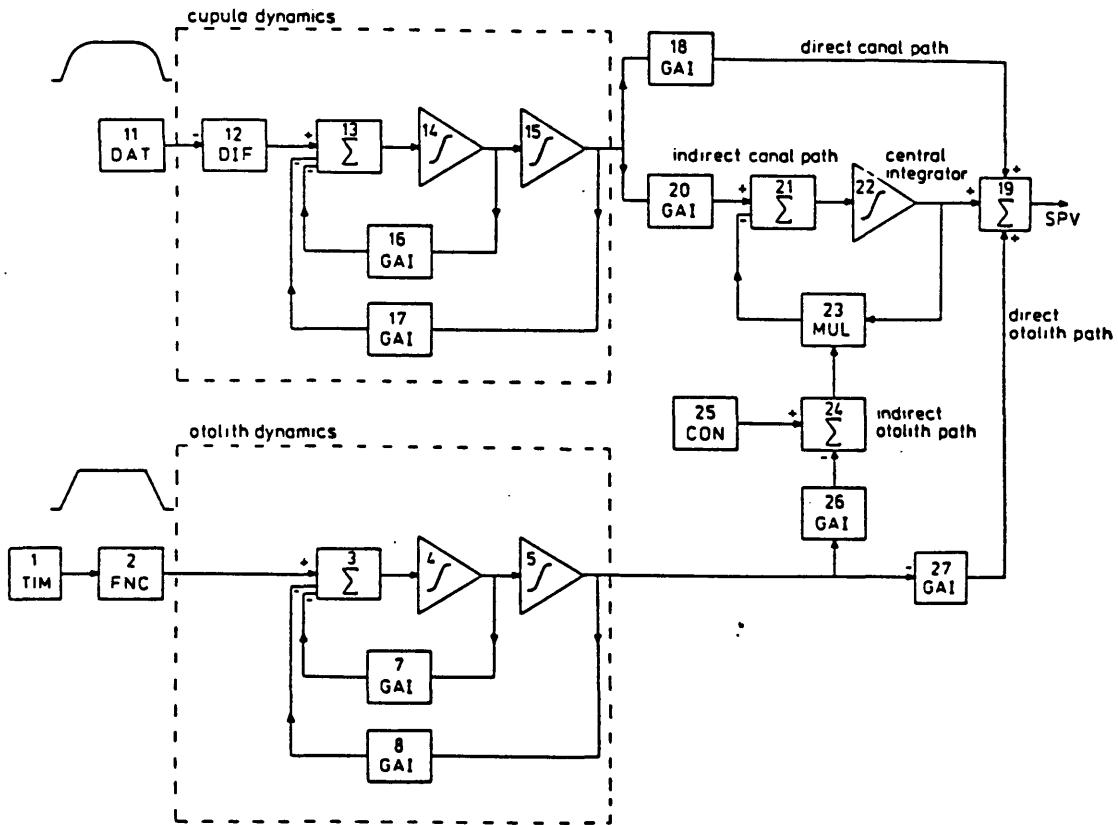 cupula dynamics
18
GAI
direct canal path
11
DAT
-
12
DIF
+
13
Σ
-
-
14
∫
15
∫
16
GAI
17
GAI
indirect canal path
20
GAI
+
21
Σ
-
central
integrator
22
∫
+
+
19
Σ
+
SPV
23
MUL
direct
otolith path
25
CON
+
24
Σ
-
indirect
otolith path
26
GAI
-
27
GAI
otolith dynamics
1
TIM
2
FNC
+
3
Σ
-
-
4
∫
5
∫
7
GAI
8
GAI